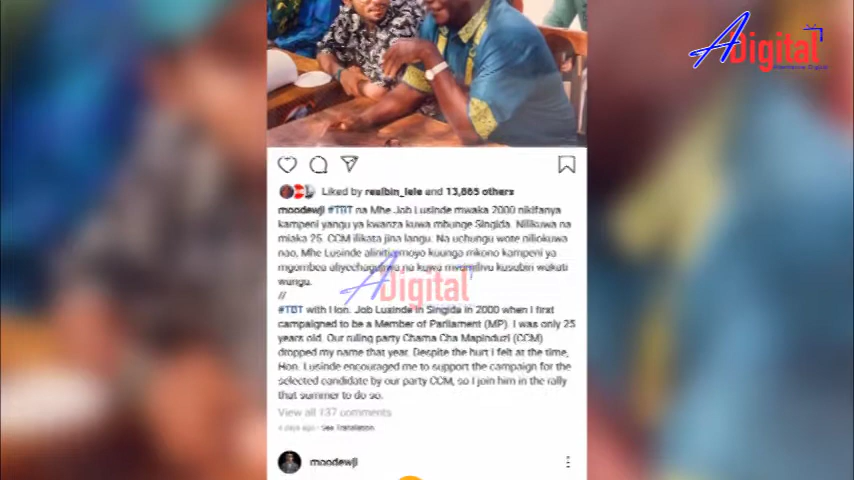 ADigital
Liked by realbin_lele and 13,865 others
moodewji #TBT na Mhe Job Lusinde mwaka 2000 nikifanya
kampeni yangu ya kwanza kuwa mbunge Singida. Nilikuwa na
miaka 25. CCM ilikata jina langu. Na uchungu wote niliokuwa
nao, Mhe Lusinde alinitia moyo kuunga mkono kampeni ya
mgombea aliyechaguliwa na kuwa mvumilivu kusubiri wakati
wangu.
//
ADigital
#TBT with Hon. Job Lusinde in Singida in 2000 when I first
campaigned to be a Member of Parliament (MP). I was only 25
years old. Our ruling party Chama Cha Mapinduzi (CCM)
dropped my name that year. Despite the hurt I felt at the time,
Hon. Lusinde encouraged me to support the campaign for the
selected candidate by our party CCM, so I join him in the rally
that summer to do so.
View all 137 comments
4 days ago · See Translation
moodewji